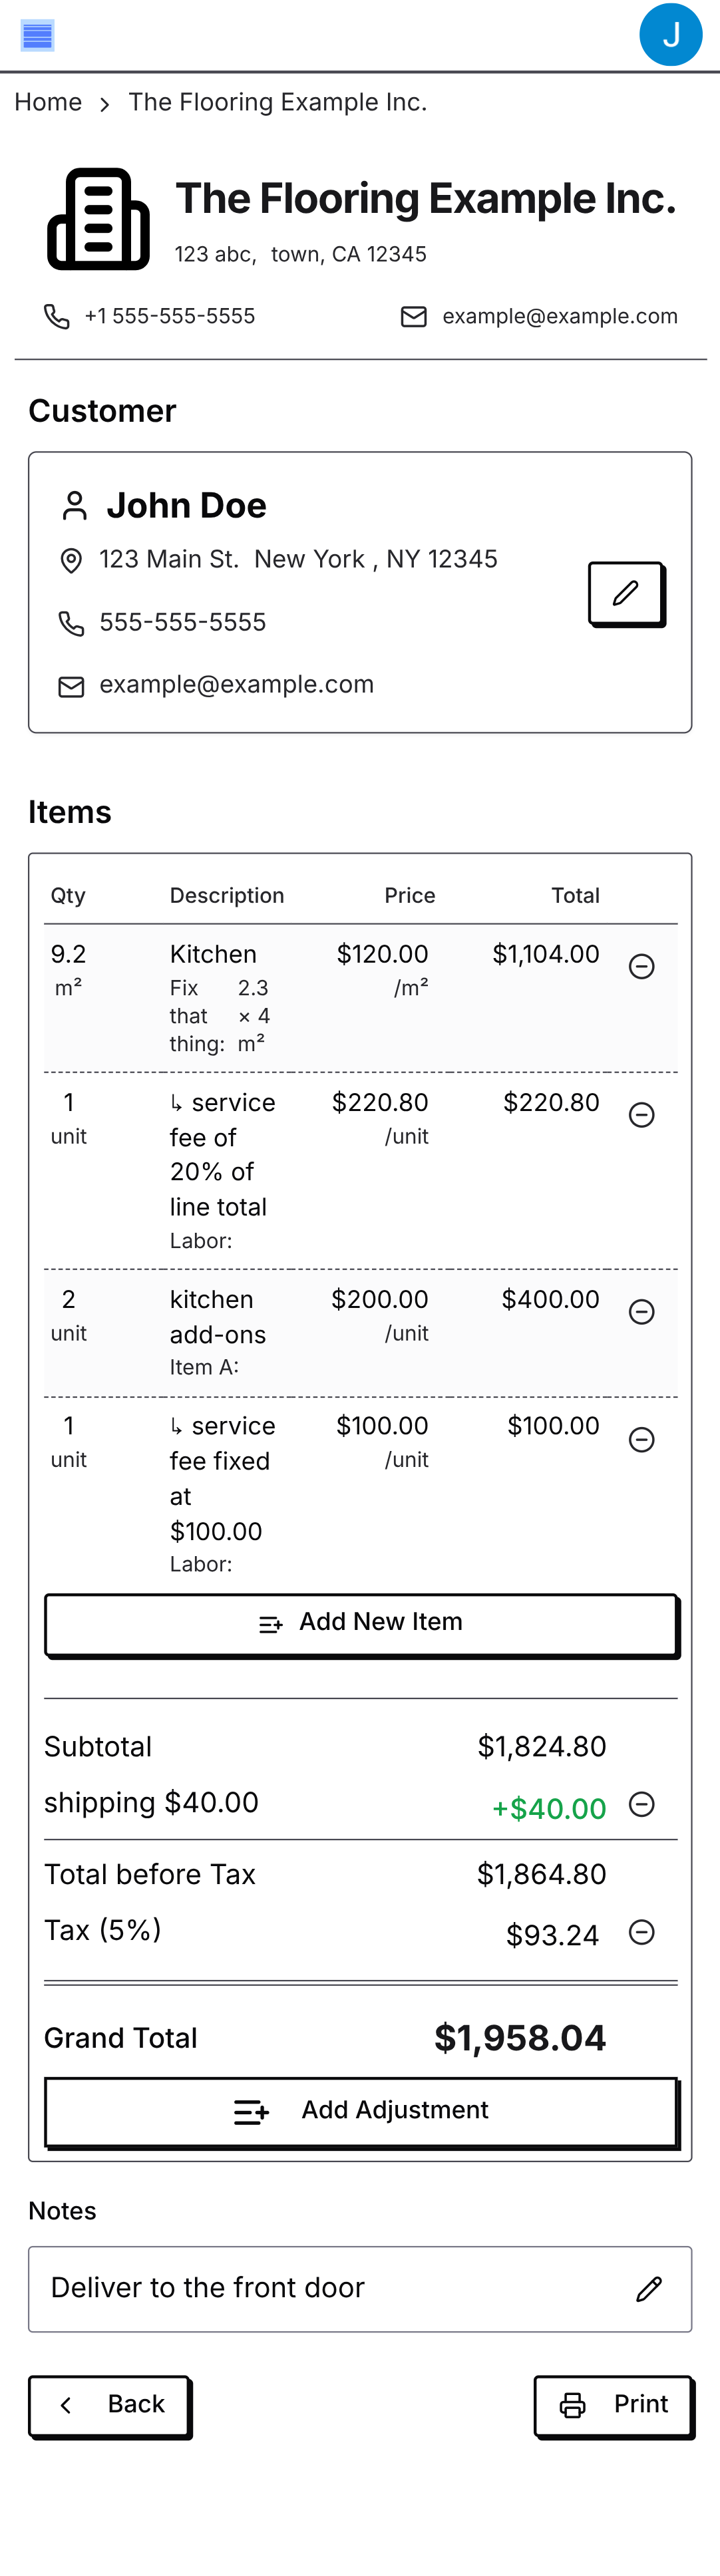 J
Home > The Flooring Example Inc.
The Flooring Example Inc.
123 abc, town, CA 12345
+1 555-555-5555 example@example.com
Customer
John Doe
123 Main St. New York , NY 12345
555-555-5555
example@example.com
Items
Qty Description Price Total
9.2 Kitchen $120.00 $1,104.00
m² Fix 2.3 /m²
that × 4
thing: m²
1 ↳ service $220.80 $220.80
unit fee of /unit
20% of
line total
Labor:
2 kitchen $200.00 $400.00
unit add-ons /unit
Item A:
1 ↳ service $100.00 $100.00
unit fee fixed /unit
at
$100.00
Labor:
Add New Item
Subtotal $1,824.80
shipping $40.00 +$40.00
Total before Tax $1,864.80
Tax (5%) $93.24
Grand Total $1,958.04
Add Adjustment
Notes
Deliver to the front door
Back Print